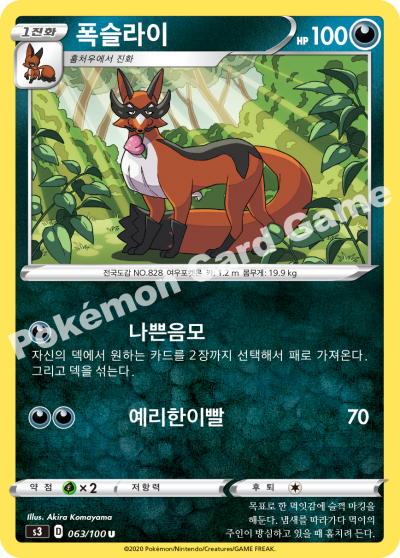 1진화
폭슬라이
HP 100
훔처우에서 진화
전국도감 NO.828 여우포켓몬 키: 1.2 m 몸무게: 19.9 kg
Pokémon Card Game
나쁜음모
자신의 덱에서 원하는 카드를 2장까지 선택해서 패로 가져온다.
그리고 덱을 섞는다.
예리한이빨 70
약점 ×2 저항력 후퇴
Illus. Akira Komayama
s3 D 063/100 U
목표로 한 먹잇감에 슬쩍 마킹을
해둔다. 냄새를 따라가다 먹이의
주인이 방심하고 있을 때 훔치려 든다.
©2020 Pokémon/Nintendo/Creatures/GAME FREAK.